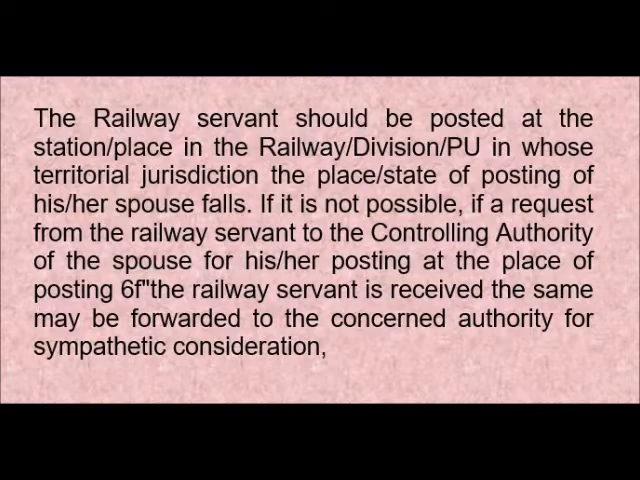 The Railway servant should be posted at the
station/place in the Railway/Division/PU in whose
territorial jurisdiction the place/state of posting of
his/her spouse falls. If it is not possible, if a request
from the railway servant to the Controlling Authority
of the spouse for his/her posting at the place of
posting 6f"the railway servant is received the same
may be forwarded to the concerned authority for
sympathetic consideration,